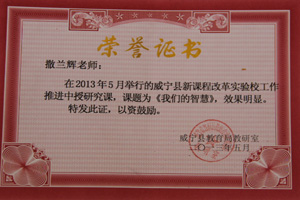 荣誉证书
撒兰辉老师：
在2013年5月举行的威宁县新课程改革实验校工作
推进中授研究课，课题为《我们的智慧》，效果明显。
特发此证，以资鼓励。
威宁县教育局教研室
二〇一三年五月